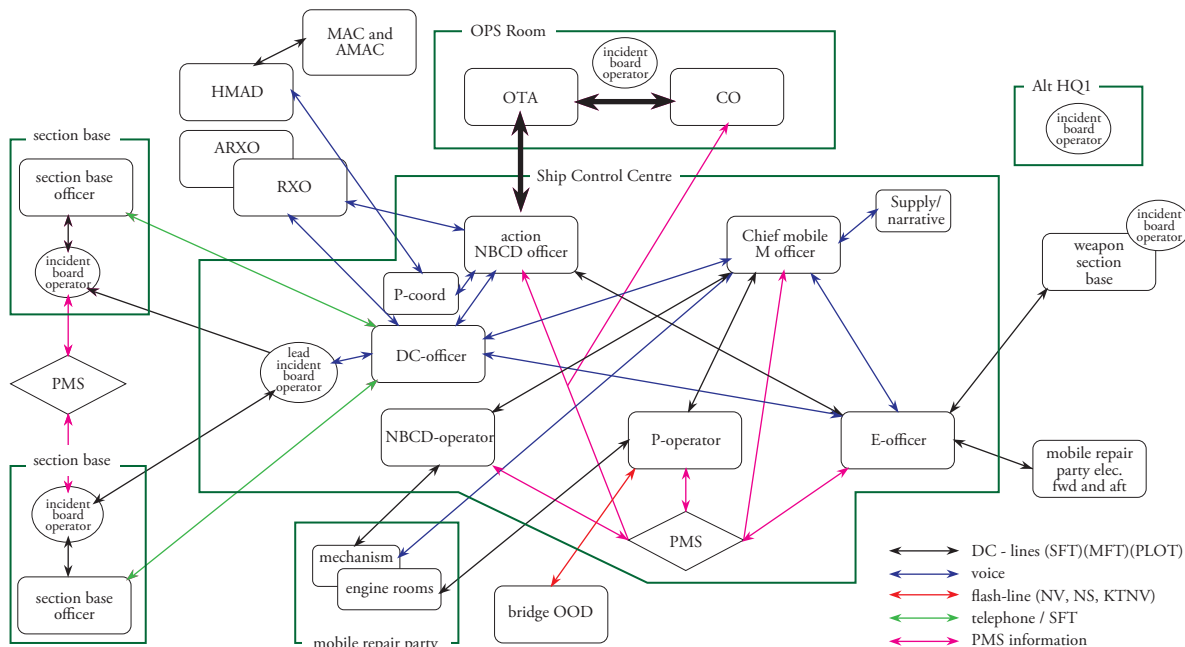 MAC and
AMAC
HMAD
ARXO
RXO
OPS Room
incident
board
operator
OTA
CO
Alt HQ1
incident
board
operator
section base
section base
officer
incident
board
operator
PMS
section base
incident
board
operator
section base
officer
Ship Control Centre
action
NBCD officer
Chief mobile
M officer
Supply/
narrative
P-coord
DC-officer
lead
incident
board
operator
NBCD-operator
P-operator
E-officer
PMS
incident
board
operator
weapon
section
base
mobile repair
party elec.
fwd and aft
mechanism
engine rooms
mobile repair party
bridge OOD
DC - lines (SFT)(MFT)(PLOT)
voice
flash-line (NV, NS, KTNV)
telephone / SFT
PMS information